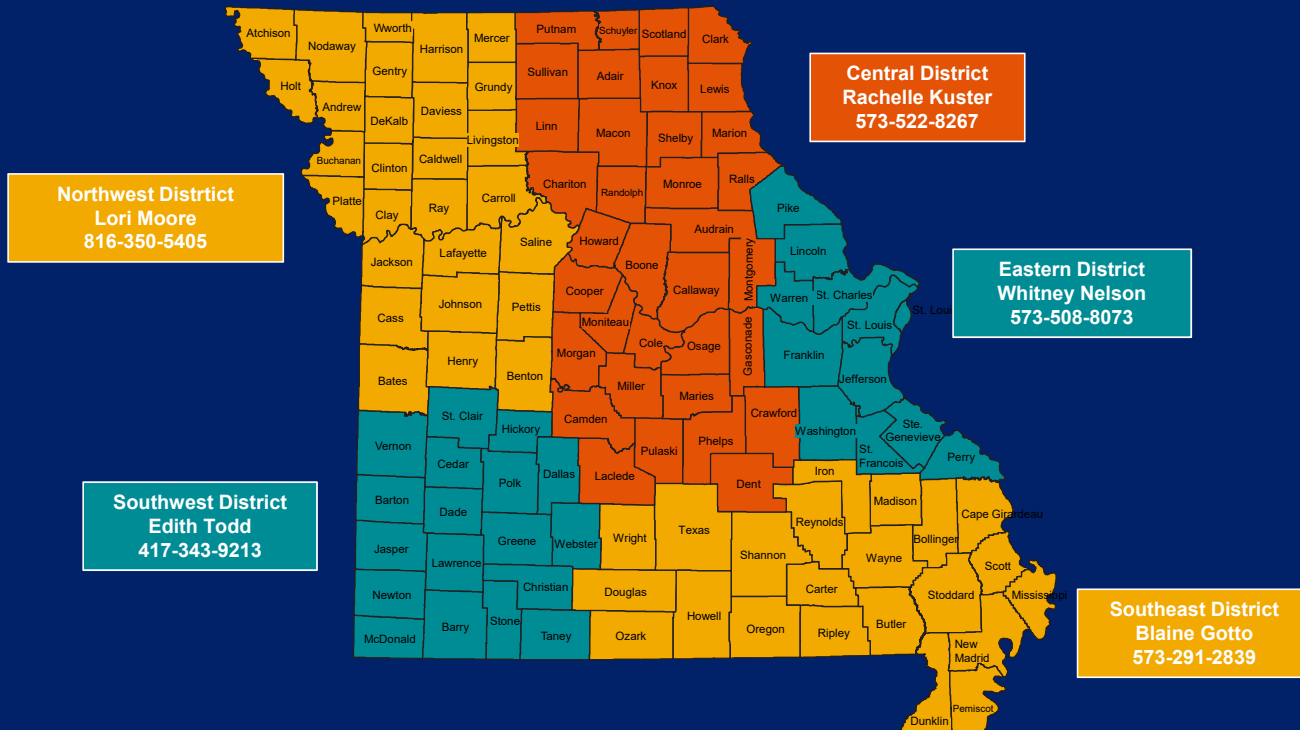 Atchison
Nodaway
Wworth
Harrison
Mercer
Putnam
Schuyler
Scotland
Clark
Holt
Gentry
Grundy
Sullivan
Adair
Knox
Lewis
Andrew
DeKalb
Daviess
Livingston
Linn
Macon
Shelby
Marion
Buchanan
Clinton
Caldwell
Platte
Clay
Ray
Carroll
Chariton
Randolph
Monroe
Ralls
Pike
Jackson
Lafayette
Saline
Howard
Boone
Audrain
Montgomery
Lincoln
Cass
Johnson
Pettis
Cooper
Callaway
Warren
St. Charles
St. Loui
St. Louis
Moniteau
Cole
Osage
Gasconade
Franklin
Bates
Henry
Benton
Morgan
Miller
Maries
Jefferson
St. Clair
Hickory
Camden
Crawford
Washington
Ste.
Genevieve
Vernon
Cedar
Polk
Dallas
Laclede
Pulaski
Phelps
Dent
St.
Francois
Perry
Iron
Barton
Dade
Greene
Webster
Wright
Texas
Shannon
Reynolds
Madison
Bollinger
Cape Girardeau
Jasper
Lawrence
Christian
Douglas
Howell
Carter
Wayne
Stoddard
Scott
Mississippi
Newton
McDonald
Barry
Stone
Taney
Ozark
Oregon
Ripley
Butler
New
Madrid
Dunklin
Pemiscot
Central District
Rachelle Kuster
573-522-8267
Northwest Distrtict
Lori Moore
816-350-5405
Eastern District
Whitney Nelson
573-508-8073
Southwest District
Edith Todd
417-343-9213
Southeast District
Blaine Gotto
573-291-2839